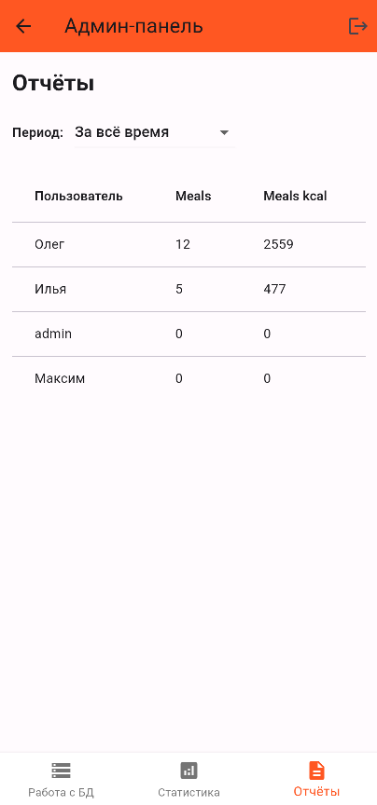 Админ-панель
Отчёты
Период: За всё время
Пользователь Meals Meals kcal
Олег 12 2559
Илья 5 477
admin 0 0
Максим 0 0
Работа с БД Статистика Отчёты